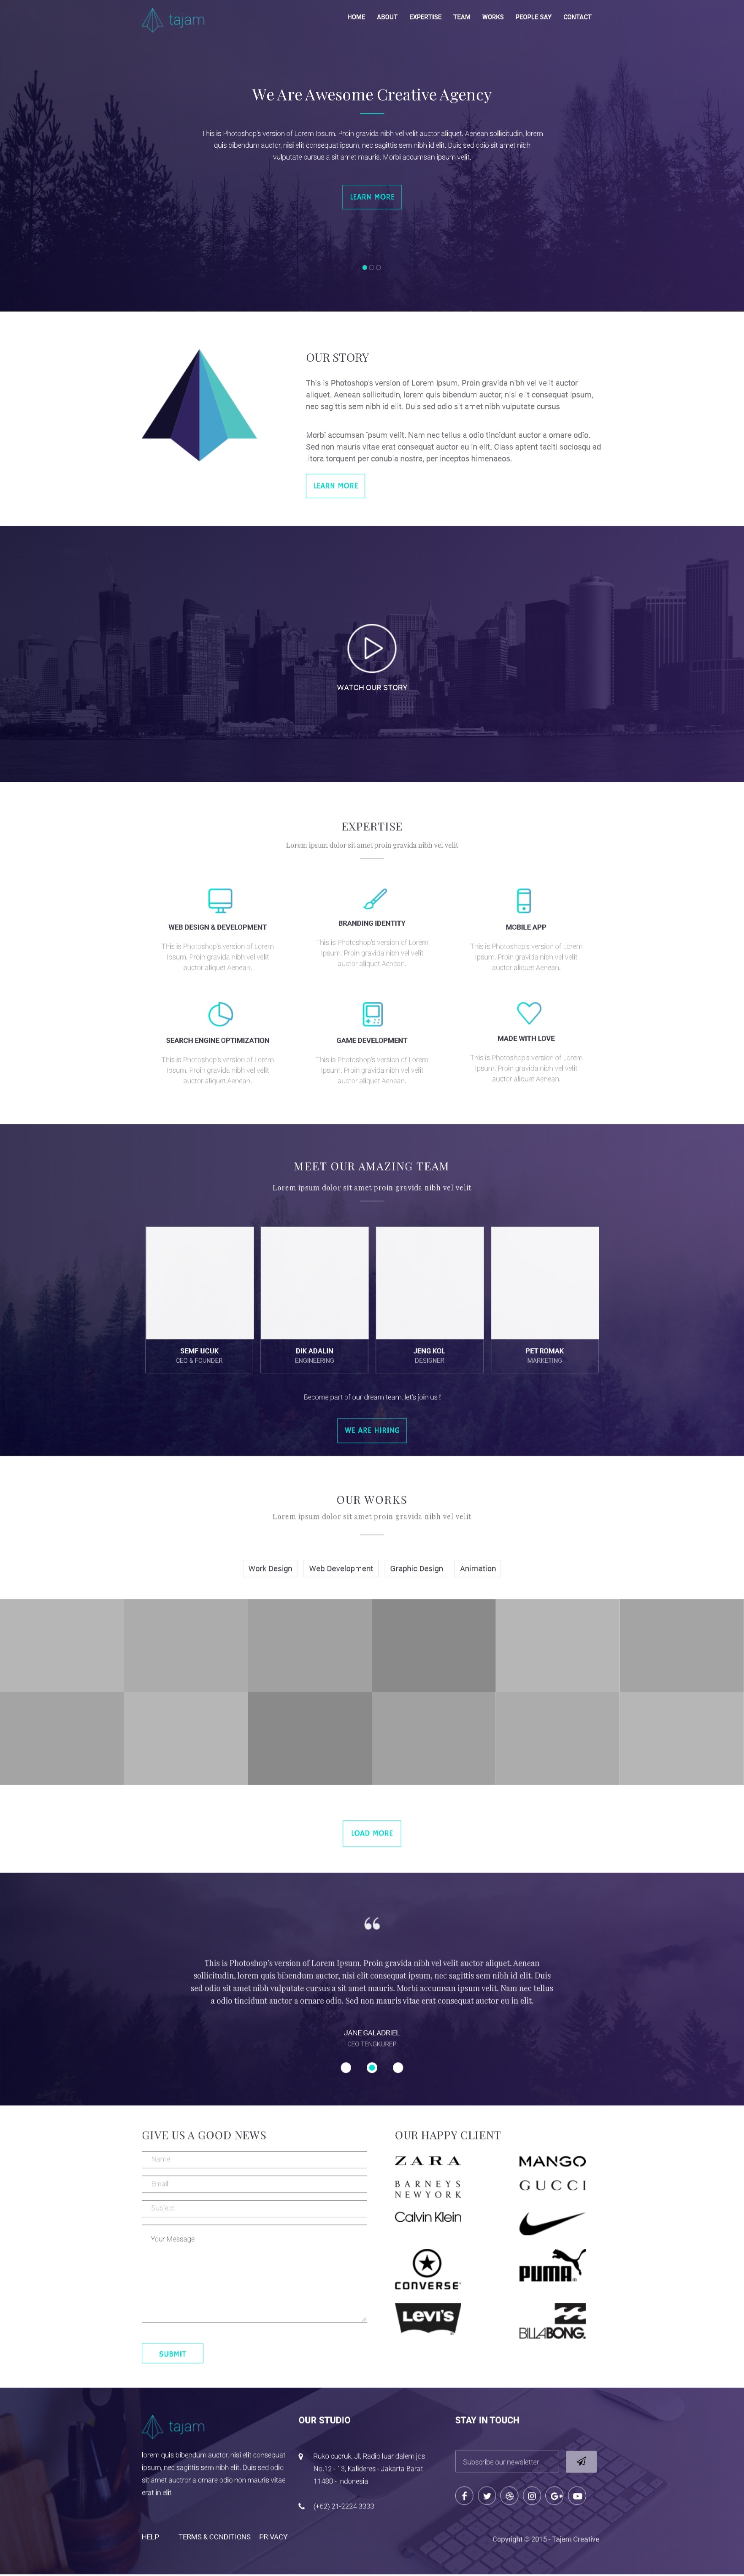 tajam
HOME ABOUT EXPERTISE TEAM WORKS PEOPLE SAY CONTACT
We Are Awesome Creative Agency
This is Photoshop's version of Lorem Ipsum. Proin gravida nibh vel velit auctor aliquet. Aenean sollicitudin, lorem
quis bibendum auctor, nisi elit consequat ipsum, nec sagittis sem nibh id elit. Duis sed odio sit amet nibh
vulputate cursus a sit amet mauris. Morbi accumsan ipsum velit.
LEARN MORE
OUR STORY
This is Photoshop's version of Lorem Ipsum. Proin gravida nibh vel velit auctor
aliquet. Aenean sollicitudin, lorem quis bibendum auctor, nisi elit consequat ipsum,
nec sagittis sem nibh id elit. Duis sed odio sit amet nibh vulputate cursus
Morbi accumsan ipsum velit. Nam nec tellus a odio tincidunt auctor a ornare odio.
Sed non mauris vitae erat consequat auctor eu in elit. Class aptent taciti sociosqu ad
litora torquent per conubia nostra, per inceptos himenaeos.
LEARN MORE
WATCH OUR STORY
EXPERTISE
Lorem ipsum dolor sit amet proin gravida nibh vel velit
WEB DESIGN & DEVELOPMENT
This is Photoshop's version of Lorem
Ipsum. Proin gravida nibh vel velit
auctor aliquet Aenean.
BRANDING IDENTITY
This is Photoshop's version of Lorem
Ipsum. Proin gravida nibh vel velit
auctor aliquet Aenean.
MOBILE APP
This is Photoshop's version of Lorem
Ipsum. Proin gravida nibh vel velit
auctor aliquet Aenean.
SEARCH ENGINE OPTIMIZATION
This is Photoshop's version of Lorem
Ipsum. Proin gravida nibh vel velit
auctor aliquet Aenean.
GAME DEVELOPMENT
This is Photoshop's version of Lorem
Ipsum. Proin gravida nibh vel velit
auctor aliquet Aenean.
MADE WITH LOVE
This is Photoshop's version of Lorem
Ipsum. Proin gravida nibh vel velit
auctor aliquet Aenean.
MEET OUR AMAZING TEAM
Lorem ipsum dolor sit amet proin gravida nibh vel velit
SEMF UCUK
CEO & FOUNDER
DIK ADALIN
ENGINEERING
JENG KOL
DESIGNER
PET ROMAK
MARKETING
Become part of our dream team, let's join us !
WE ARE HIRING
OUR WORKS
Lorem ipsum dolor sit amet proin gravida nibh vel velit
Work Design Web Development Graphic Design Animation
LOAD MORE
“
This is Photoshop's version of Lorem Ipsum. Proin gravida nibh vel velit auctor aliquet. Aenean
sollicitudin, lorem quis bibendum auctor, nisi elit consequat ipsum, nec sagittis sem nibh id elit. Duis
sed odio sit amet nibh vulputate cursus a sit amet mauris. Morbi accumsan ipsum velit. Nam nec tellus
a odio tincidunt auctor a ornare odio. Sed non mauris vitae erat consequat auctor eu in elit.
JANE GALADRIEL
CEO TENGKUREP
GIVE US A GOOD NEWS
Name
Email
Subject
Your Message
SUBMIT
OUR HAPPY CLIENT
ZARA
MANGO
BARNEYS
NEWYORK
GUCCI
Calvin Klein
CONVERSE
PUMA
LEVI'S
BILLABONG
tajam
lorem quis bibendum auctor, nisi elit consequat
ipsum, nec sagittis sem nibh elit. Duis sed odio
sit amet auctror a ornare odio non mauris vitae
erat in elit
OUR STUDIO
Ruko cucruk, Jl. Radio luar dalem jos
No.12 - 13, Kalideres - Jakarta Barat
11480 - Indonesia
(+62) 21-2224 3333
STAY IN TOUCH
Subscribe our newsletter
HELP TERMS & CONDITIONS PRIVACY
Copyright © 2015 - Tajem Creative